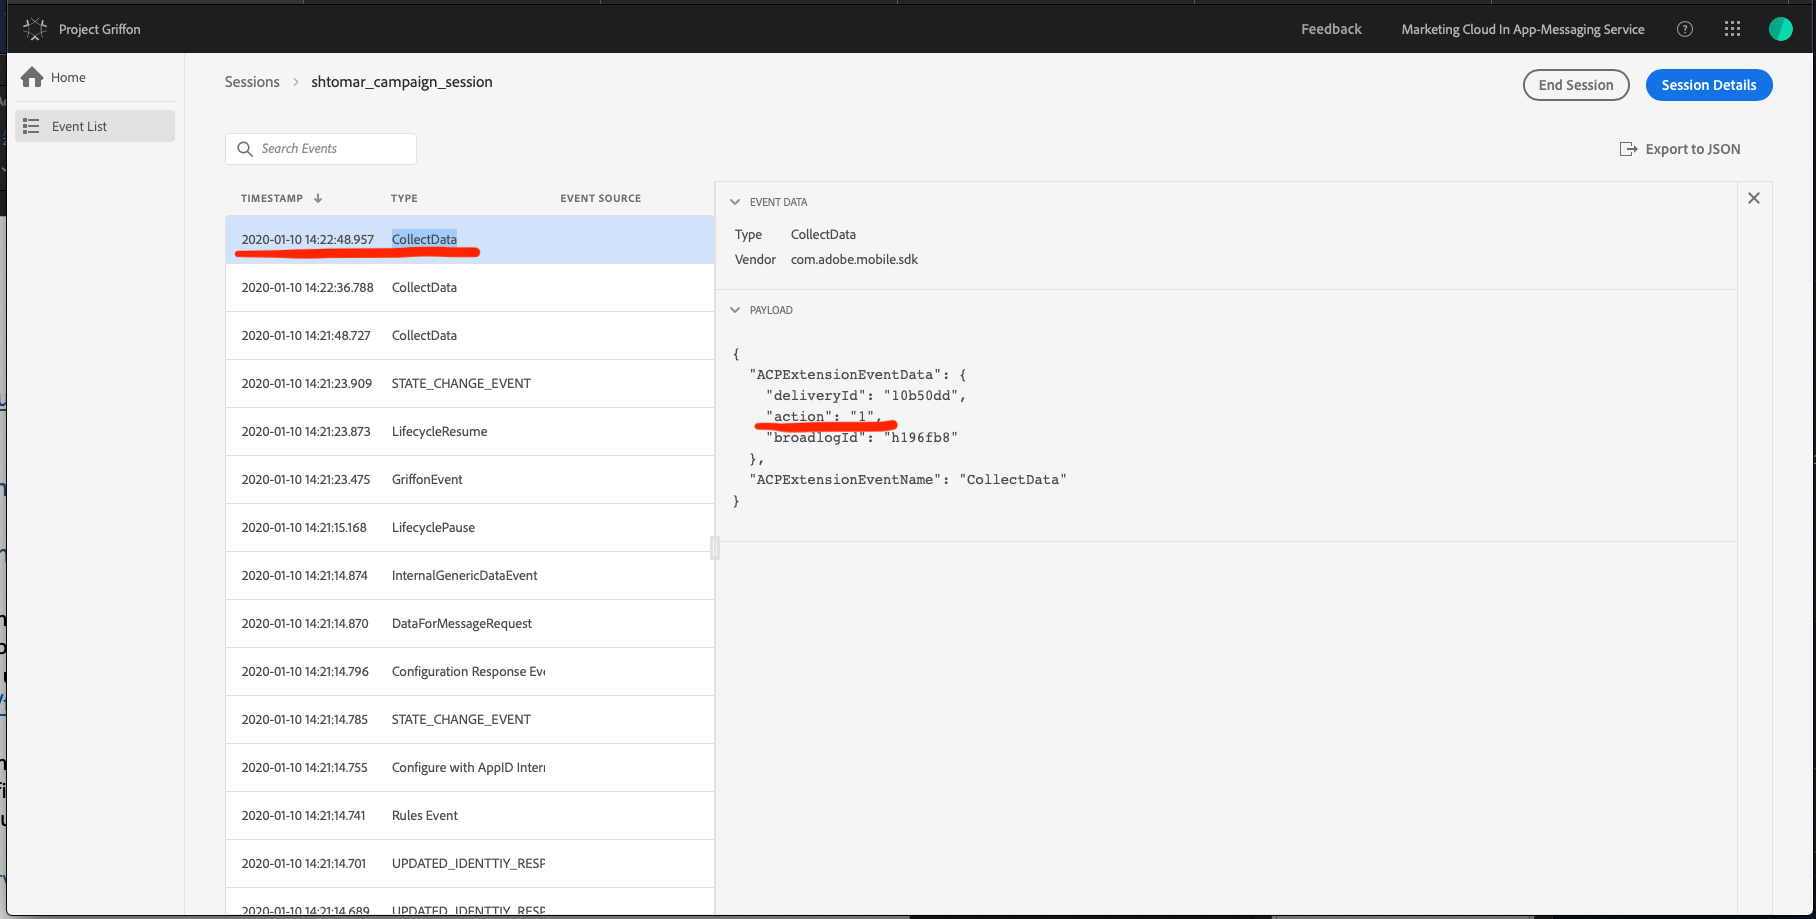 Project Griffon
Feedback
Marketing Cloud In App-Messaging Service
Home
Event List
Sessions > shtomar_campaign_session
End Session
Session Details
Search Events
Export to JSON
TIMESTAMP ↓ TYPE EVENT SOURCE
2020-01-10 14:22:48.957 CollectData
2020-01-10 14:22:36.788 CollectData
2020-01-10 14:21:48.727 CollectData
2020-01-10 14:21:23.909 STATE_CHANGE_EVENT
2020-01-10 14:21:23.873 LifecycleResume
2020-01-10 14:21:23.475 GriffonEvent
2020-01-10 14:21:15.168 LifecyclePause
2020-01-10 14:21:14.874 InternalGenericDataEvent
2020-01-10 14:21:14.870 DataForMessageRequest
2020-01-10 14:21:14.796 Configuration Response Eve
2020-01-10 14:21:14.785 STATE_CHANGE_EVENT
2020-01-10 14:21:14.755 Configure with AppID Inter
2020-01-10 14:21:14.741 Rules Event
2020-01-10 14:21:14.701 UPDATED_IDENTTIY_RESP
2020-01-10 14:21:14.689 UPDATED_IDENTTIY_RESP
EVENT DATA
Type CollectData
Vendor com.adobe.mobile.sdk
PAYLOAD
{
"ACPExtensionEventData": {
"deliveryId": "10b50dd",
"action": "1",
"broadlogId": "h196fb8"
},
"ACPExtensionEventName": "CollectData"
}